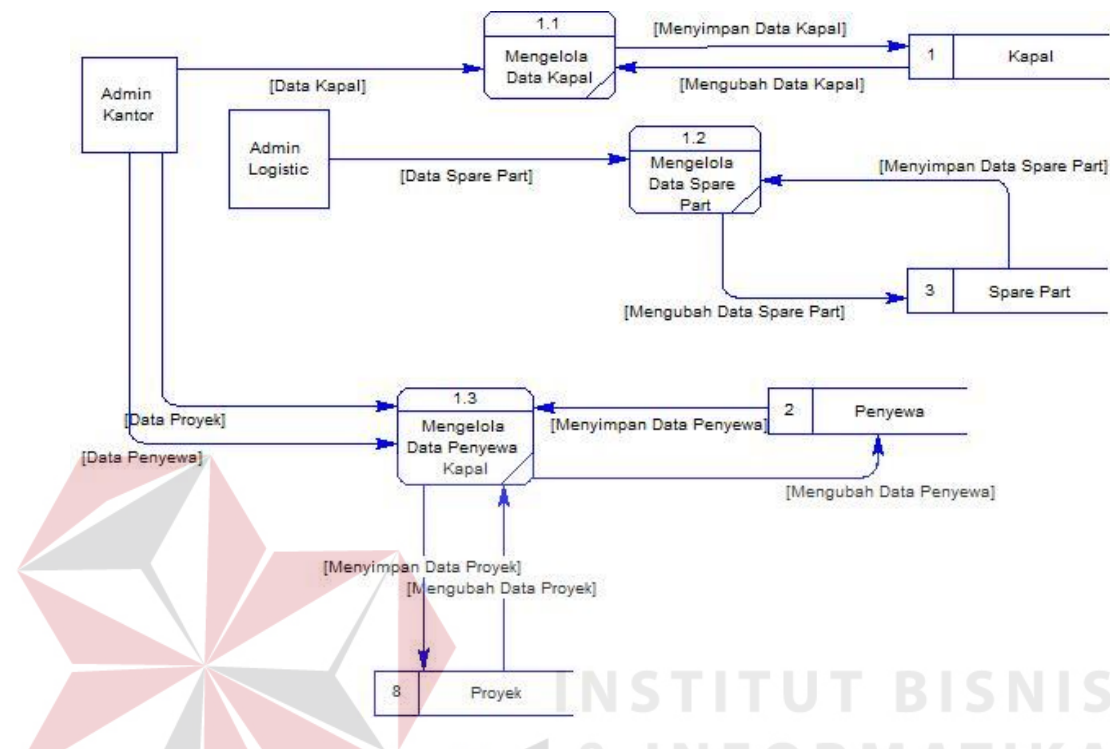 1.1
Mengelola
Data Kapal
[Menyimpan Data Kapal]
1
Kapal
[Mengubah Data Kapal]
Admin
Kantor
[Data Kapal]
Admin
Logistic
[Data Spare Part]
1.2
Mengelola
Data Spare
Part
[Menyimpan Data Spare Part]
3
Spare Part
[Mengubah Data Spare Part]
1.3
Mengelola
Data Penyewa
Kapal
[Data Proyek]
[Data Penyewa]
[Menyimpan Data Penyewa]
2
Penyewa
[Mengubah Data Penyewa]
[Menyimpan Data Proyek]
[Mengubah Data Proyek]
8
Proyek
INSTITUT BISNIS
& INFORMATIKA